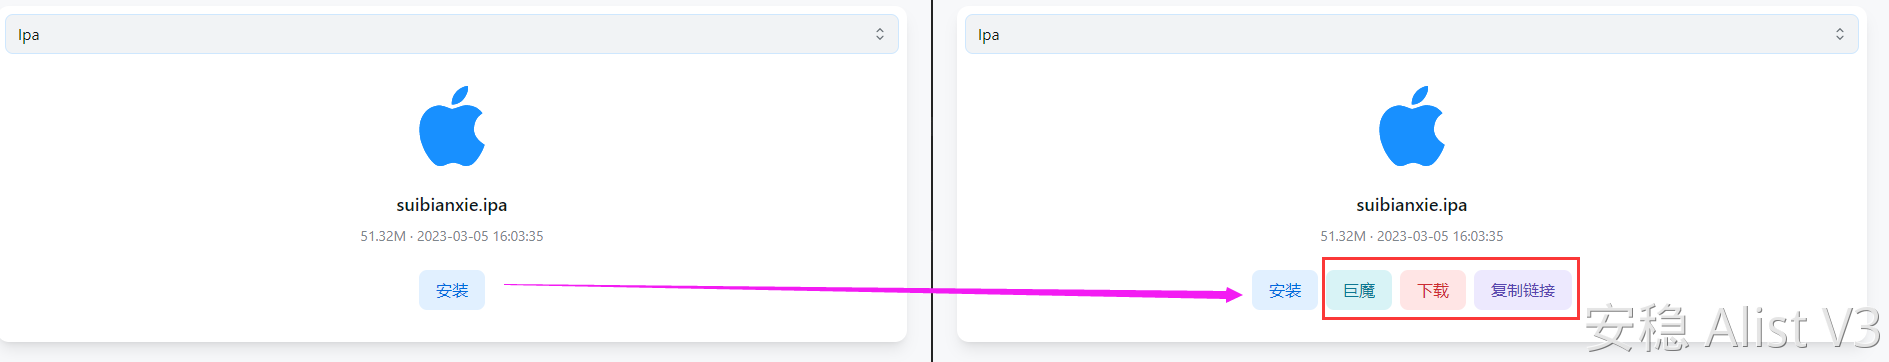 Ipa
suibianxie.ipa
51.32M · 2023-03-05 16:03:35
安装
Ipa
suibianxie.ipa
51.32M · 2023-03-05 16:03:35
安装 巨魔 下载 复制链接
安稳 Alist V3